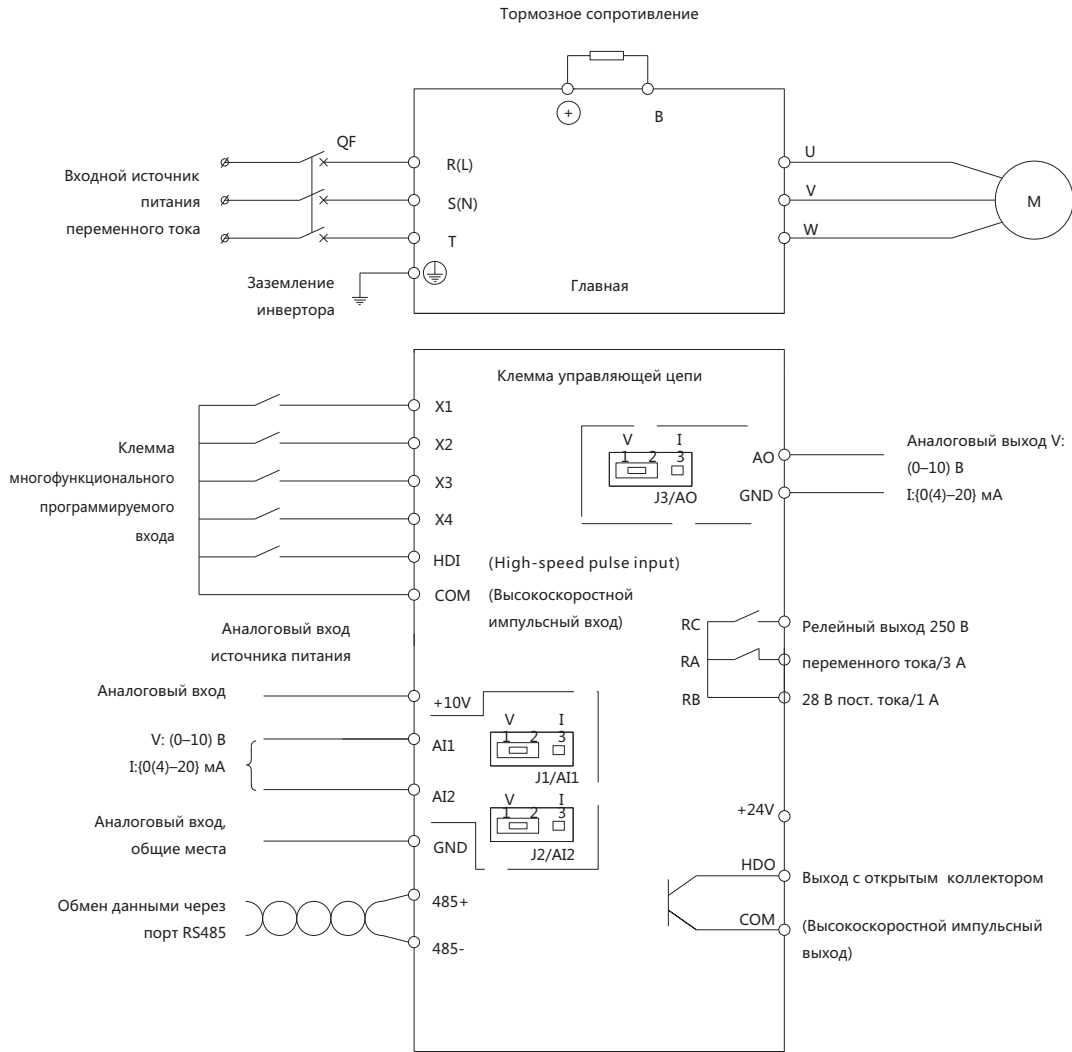 Тормозное сопротивление
+
B
QF
Входной источник
питания
переменного тока
R(L)
S(N)
T
U
V
W
M
Заземление
инвертора
Главная
Клемма управляющей цепи
Клемма
многофункционального
программируемого
входа
X1
X2
X3
X4
HDI
(High-speed pulse input)
COM
(Высокоскоростной
импульсный вход)
V I
1 2 3
J3/AO
AO
GND
Аналоговый выход V:
(0–10) В
I:{0(4)–20} мА
Аналоговый вход
источника питания
RC
RA
RB
Релейный выход 250 В
переменного тока/3 А
28 В пост. тока/1 А
Аналоговый вход
+10V
V: (0–10) В
I:{0(4)–20} мА
AI1
AI2
V I
1 2 3
J1/AI1
V I
1 2 3
J2/AI2
Аналоговый вход,
общие места
GND
+24V
HDO
COM
Выход с открытым коллектором
(Высокоскоростной импульсный
выход)
Обмен данными через
порт RS485
485+
485-